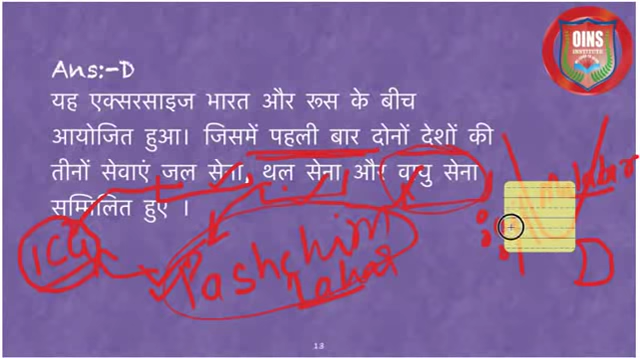 OINS
INSTITUTE
Ans:-D
यह एक्सरसाइज भारत और रूस के बीच
आयोजित हुआ। जिसमें पहली बार दोनों देशों की
तीनों सेवाएं जल सेना, थल सेना और वायु सेना
सम्मिलित हुए ।
ICG
Pashchim
Lahar
D
13